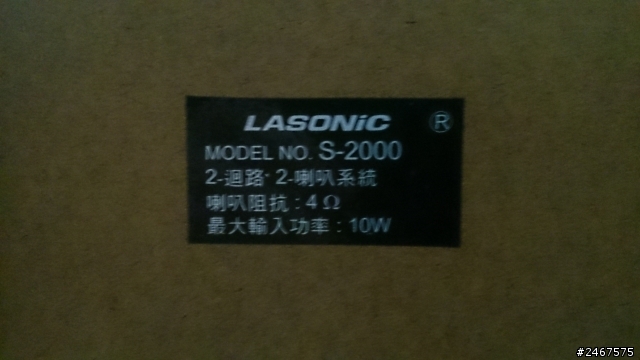 LASONiC ®
MODEL NO. S-2000
2-迴路‧2-喇叭系統
喇叭阻抗 : 4 Ω
最大輸入功率 : 10W
#2467575